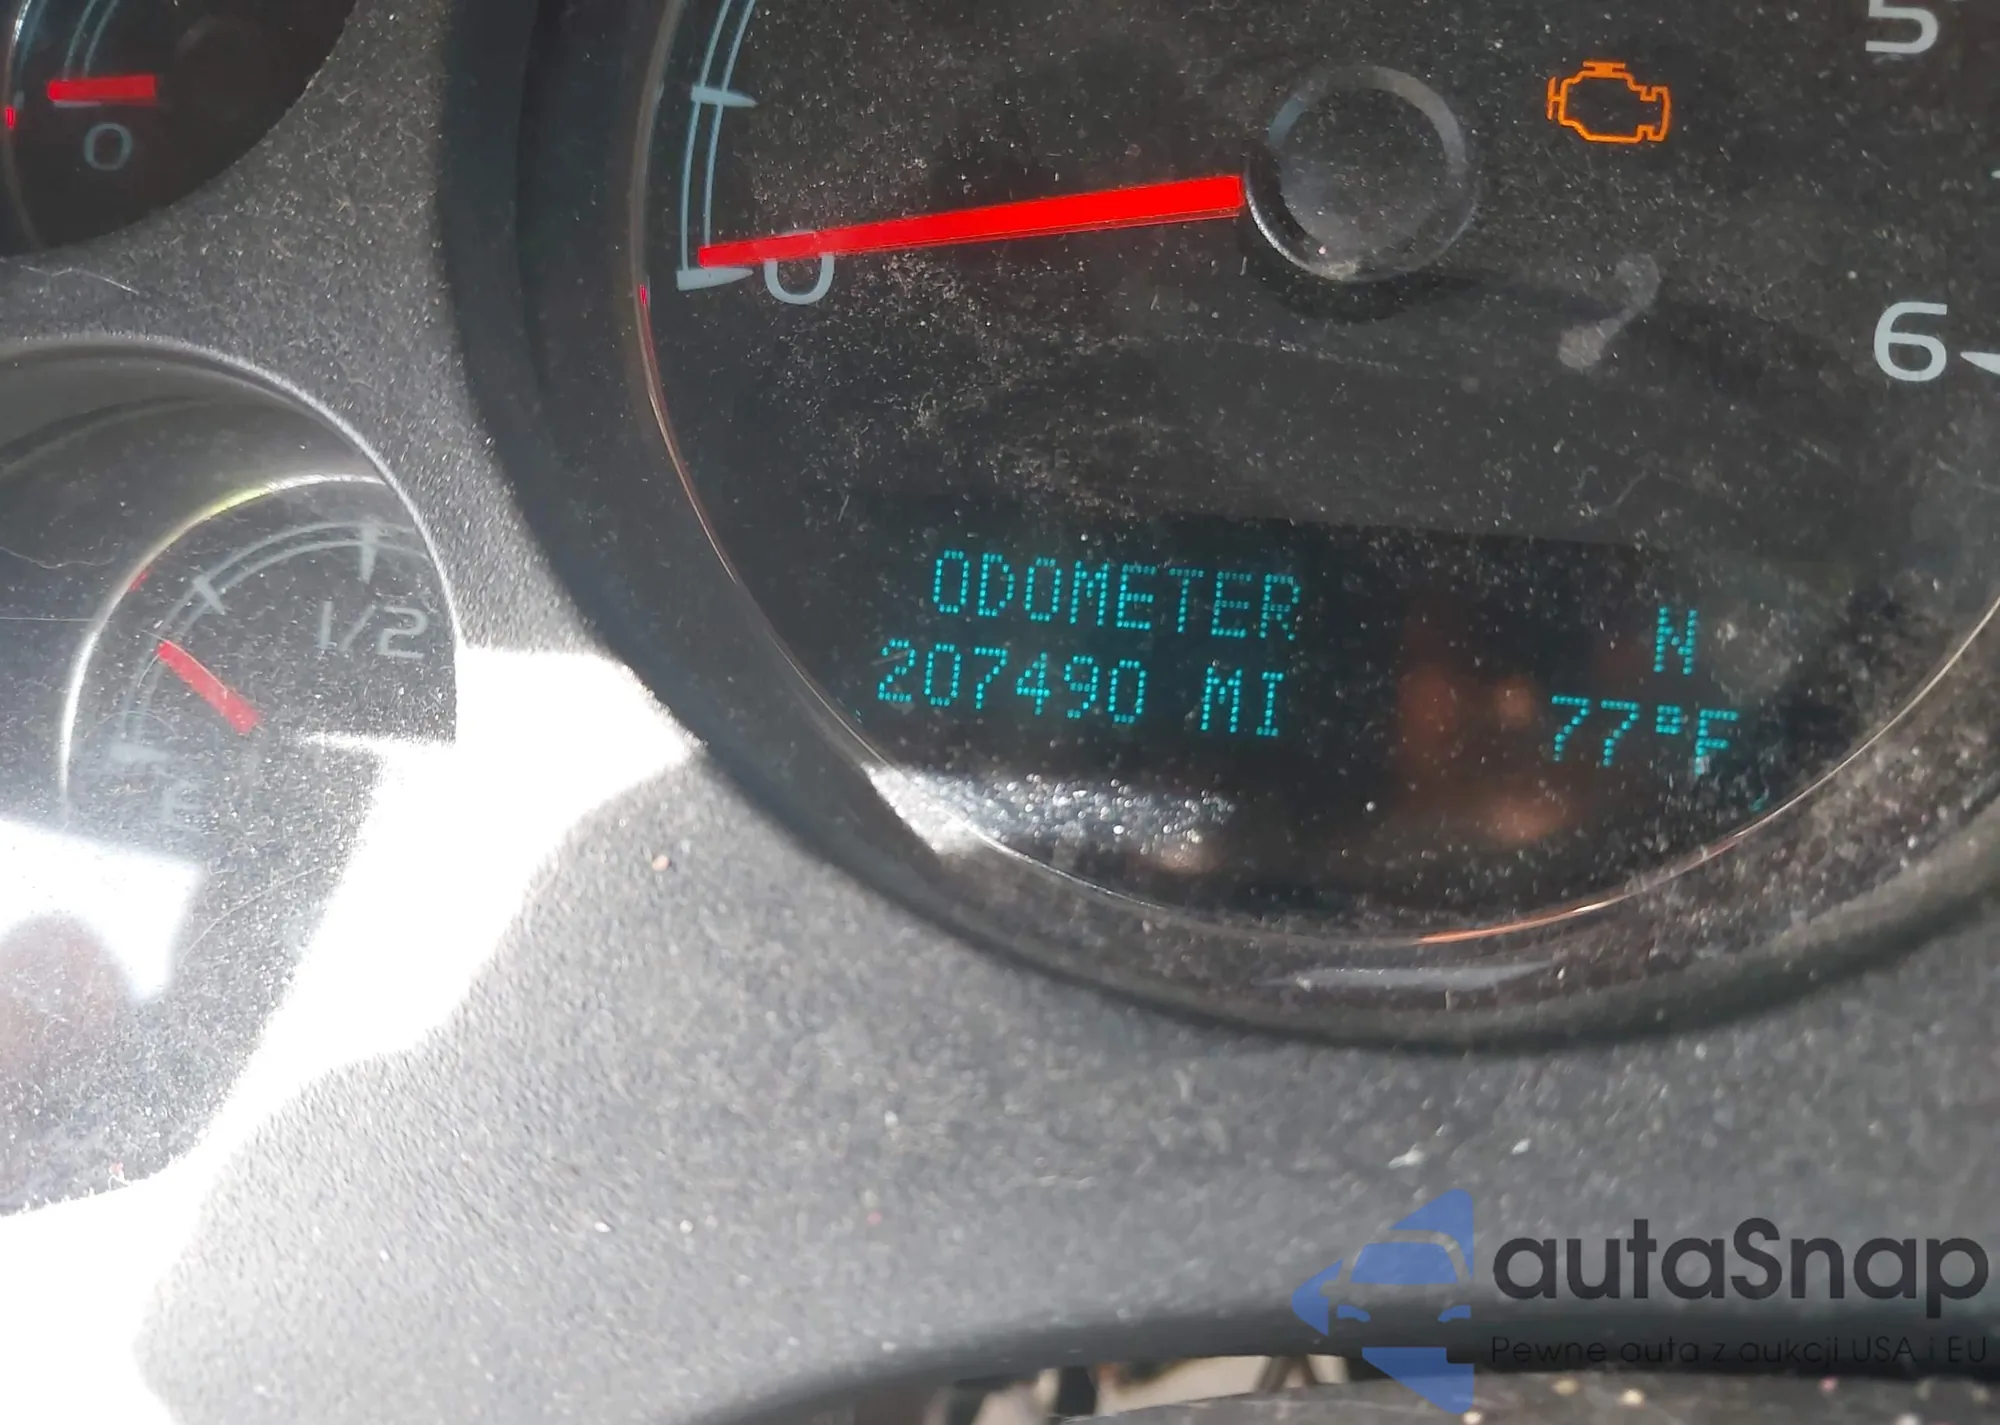 5
0
0
6
1/2
E
ODOMETER
207490 MI
N
77°F
autaSnap
Pewne auta z aukcji USA i EU